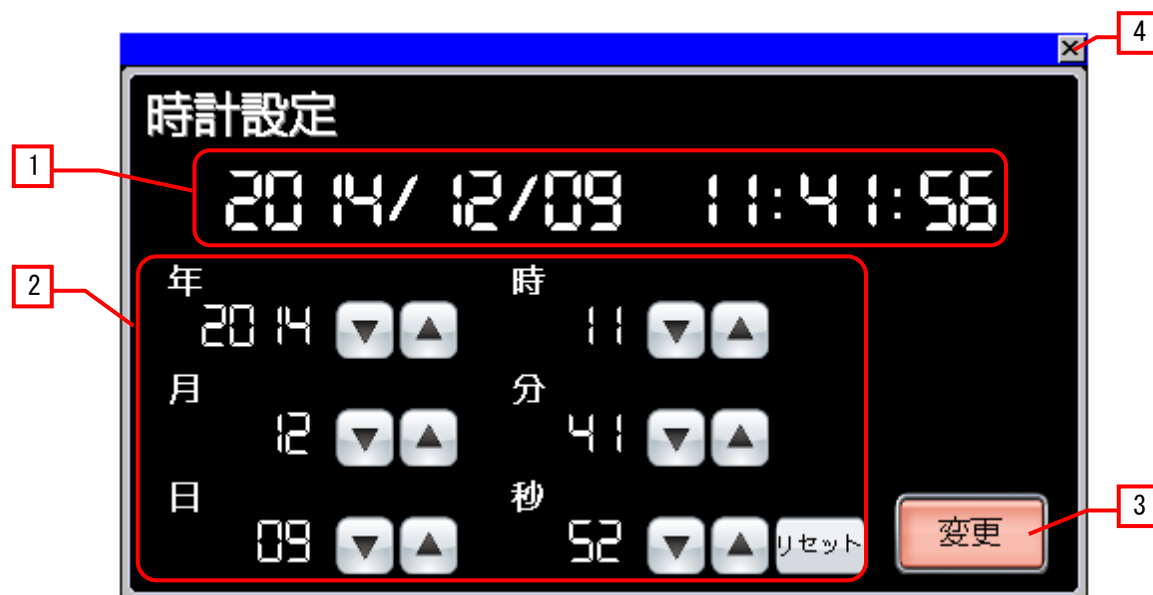 4
×
時計設定
1
2014/12/09 11:41:56
2
年 時
2014 ▼ ▲ 11 ▼ ▲
月 分
12 ▼ ▲ 41 ▼ ▲
日 秒
09 ▼ ▲ 52 ▼ ▲ リセット
変更
3